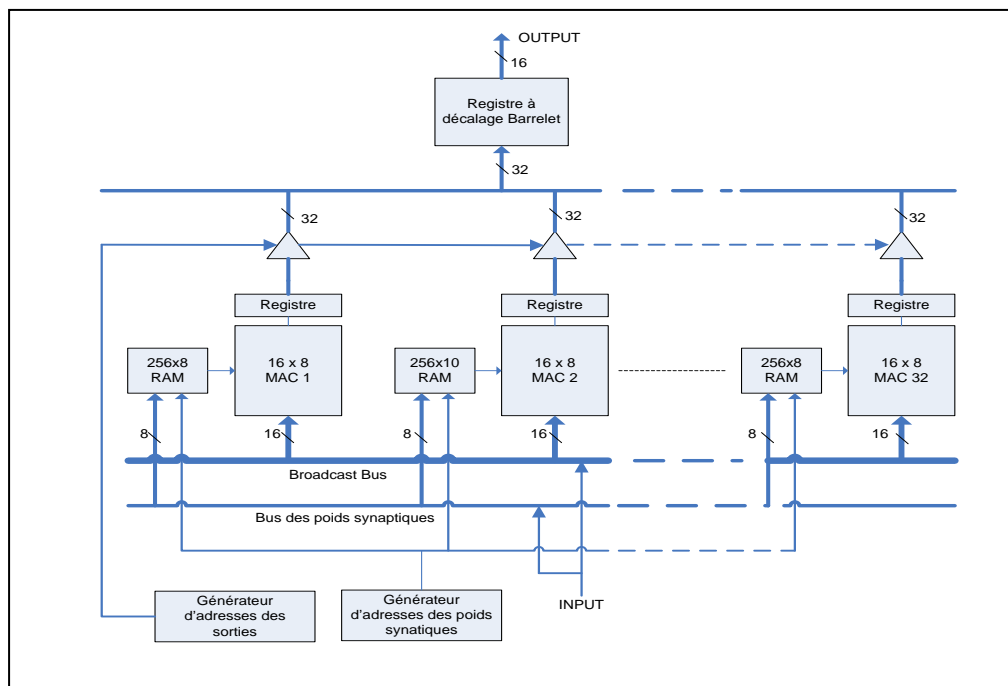 OUTPUT
16
Registre à
décalage Barrelet
32
32
32
32
Registre
Registre
Registre
256x8
RAM
16 x 8
MAC 1
256x10
RAM
16 x 8
MAC 2
256x8
RAM
16 x 8
MAC 32
8
16
8
16
8
16
Broadcast Bus
Bus des poids synaptiques
INPUT
Générateur
d'adresses des
sorties
Générateur
d'adresses des poids
synatiques